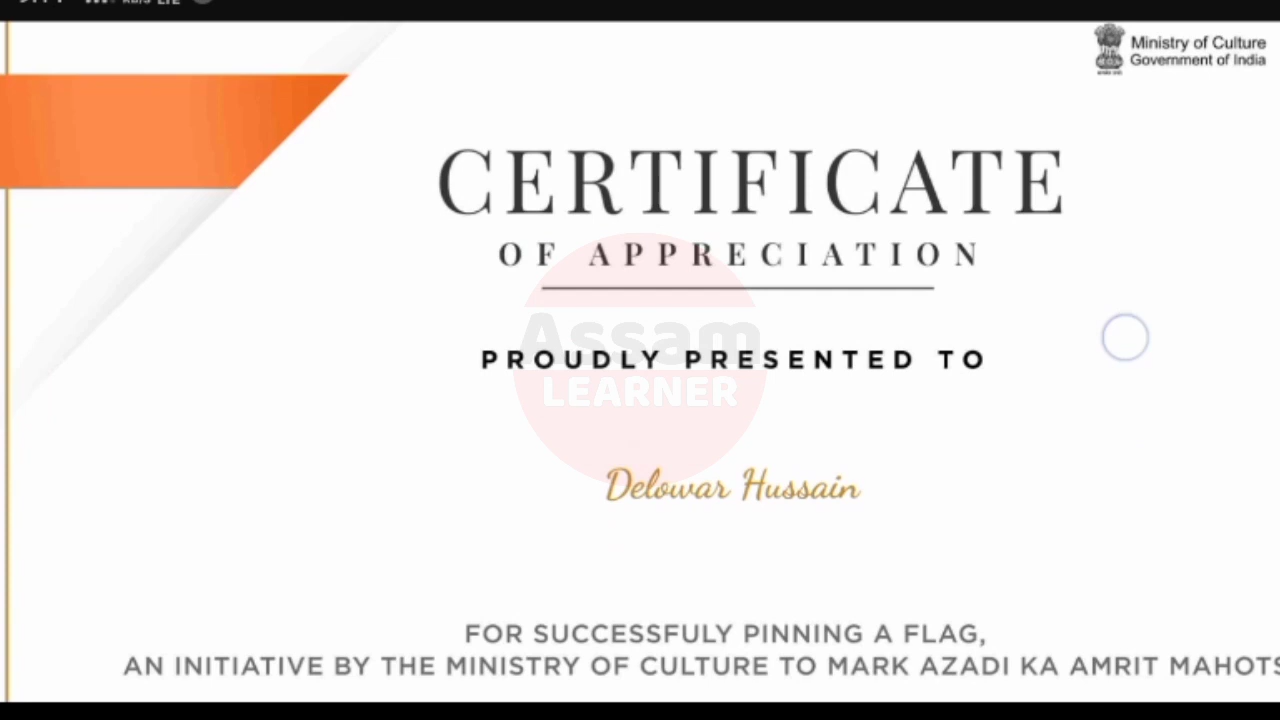 Ministry of Culture
Government of India
CERTIFICATE
OF APPRECIATION
Assam
LEARNER
PROUDLY PRESENTED TO
Delowar Hussain
FOR SUCCESSFULY PINNING A FLAG,
AN INITIATIVE BY THE MINISTRY OF CULTURE TO MARK AZADI KA AMRIT MAHOTS